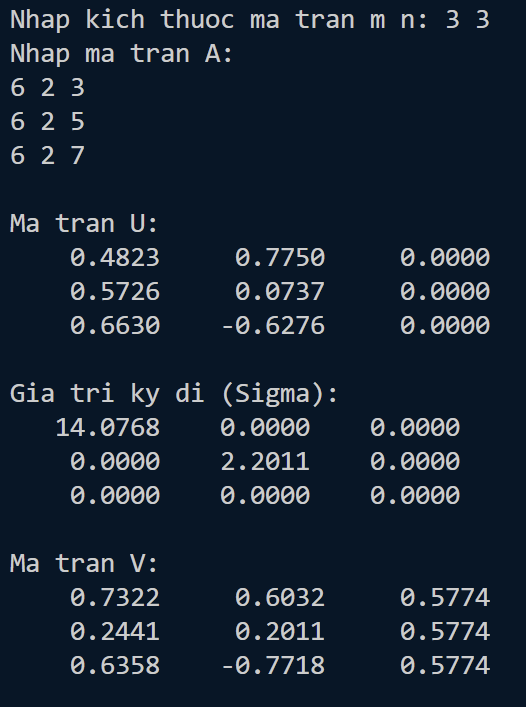 Nhap kich thuoc ma tran m n: 3 3
Nhap ma tran A:
6 2 3
6 2 5
6 2 7
Ma tran U:
0.4823 0.7750 0.0000
0.5726 0.0737 0.0000
0.6630 -0.6276 0.0000
Gia tri ky di (Sigma):
14.0768 0.0000 0.0000
0.0000 2.2011 0.0000
0.0000 0.0000 0.0000
Ma tran V:
0.7322 0.6032 0.5774
0.2441 0.2011 0.5774
0.6358 -0.7718 0.5774